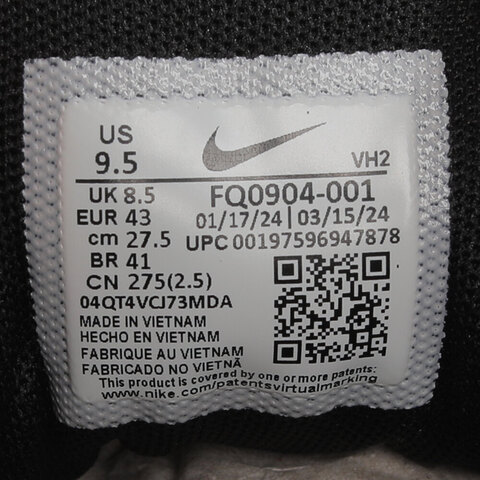 US
9.5
VH2
UK 8.5
FQ0904-001
EUR 43
01/17/24 | 03/15/24
cm 27.5
UPC 00197596947878
BR 41
CN 275(2.5)
04QT4VCJ73MDA
MADE IN VIETNAM
HECHO EN VIETNAM
FABRIQUE AU VIETNAM
FABRICADO NO VIETNÃ
This product is covered by one or more patents:
www.nike.com/patentsvirtualmarking